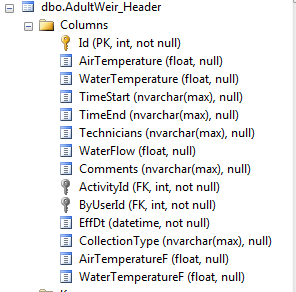 dbo.AdultWeir_Header
Columns
Id (PK, int, not null)
AirTemperature (float, null)
WaterTemperature (float, null)
TimeStart (nvarchar(max), null)
TimeEnd (nvarchar(max), null)
Technicians (nvarchar(max), null)
WaterFlow (float, null)
Comments (nvarchar(max), null)
ActivityId (FK, int, not null)
ByUserId (FK, int, not null)
EffDt (datetime, not null)
CollectionType (nvarchar(max), null)
AirTemperatureF (float, null)
WaterTemperatureF (float, null)